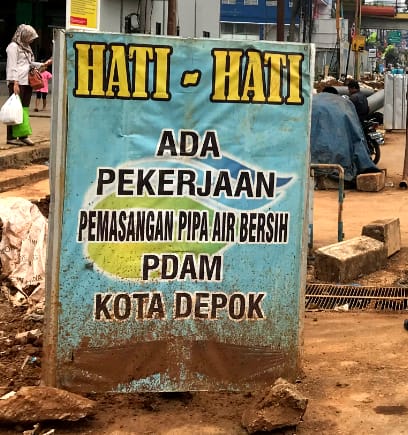 HATI - HATI
ADA
PEKERJAAN
PEMASANGAN PIPA AIR BERSIH
PDAM
KOTA DEPOK